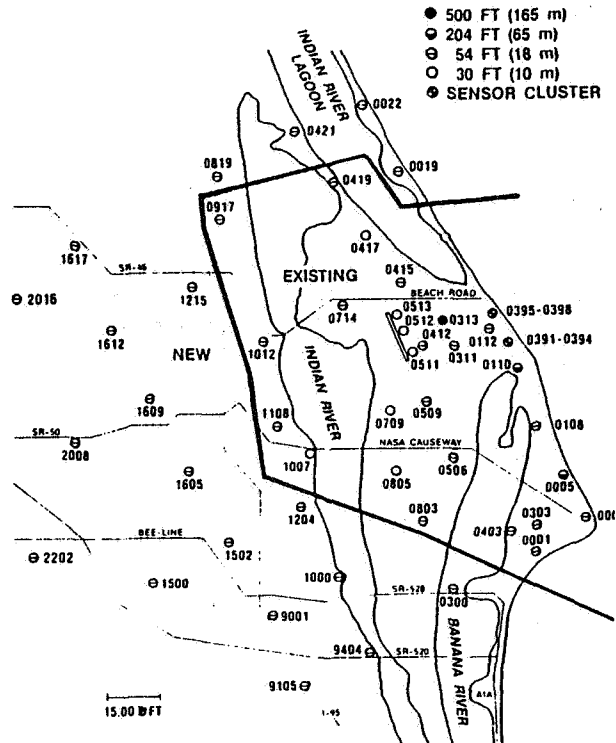 500 FT (165 m)
204 FT (65 m)
54 FT (18 m)
30 FT (10 m)
SENSOR CLUSTER
INDIAN RIVER
LAGOON
0022
0421
0019
0819
0419
0917
0417
1617
SR-46
EXISTING
0415
1215
BEACH ROAD
2016
0714
0513
0395-0398
0512
0313
0112
0412
0391-0394
1612
NEW
1012
0511
0311
0110
INDIAN RIVER
1609
0509
0709
1108
0108
SR-50
2008
NASA CAUSEWAY
1007
0506
1605
0805
0005
1204
0803
0303
000
0403
BEE-LINE
1502
0001
2202
1500
1000
SR-528
0300
9001
BANANA RIVER
9404
SR-520
9105
A1A
I-95